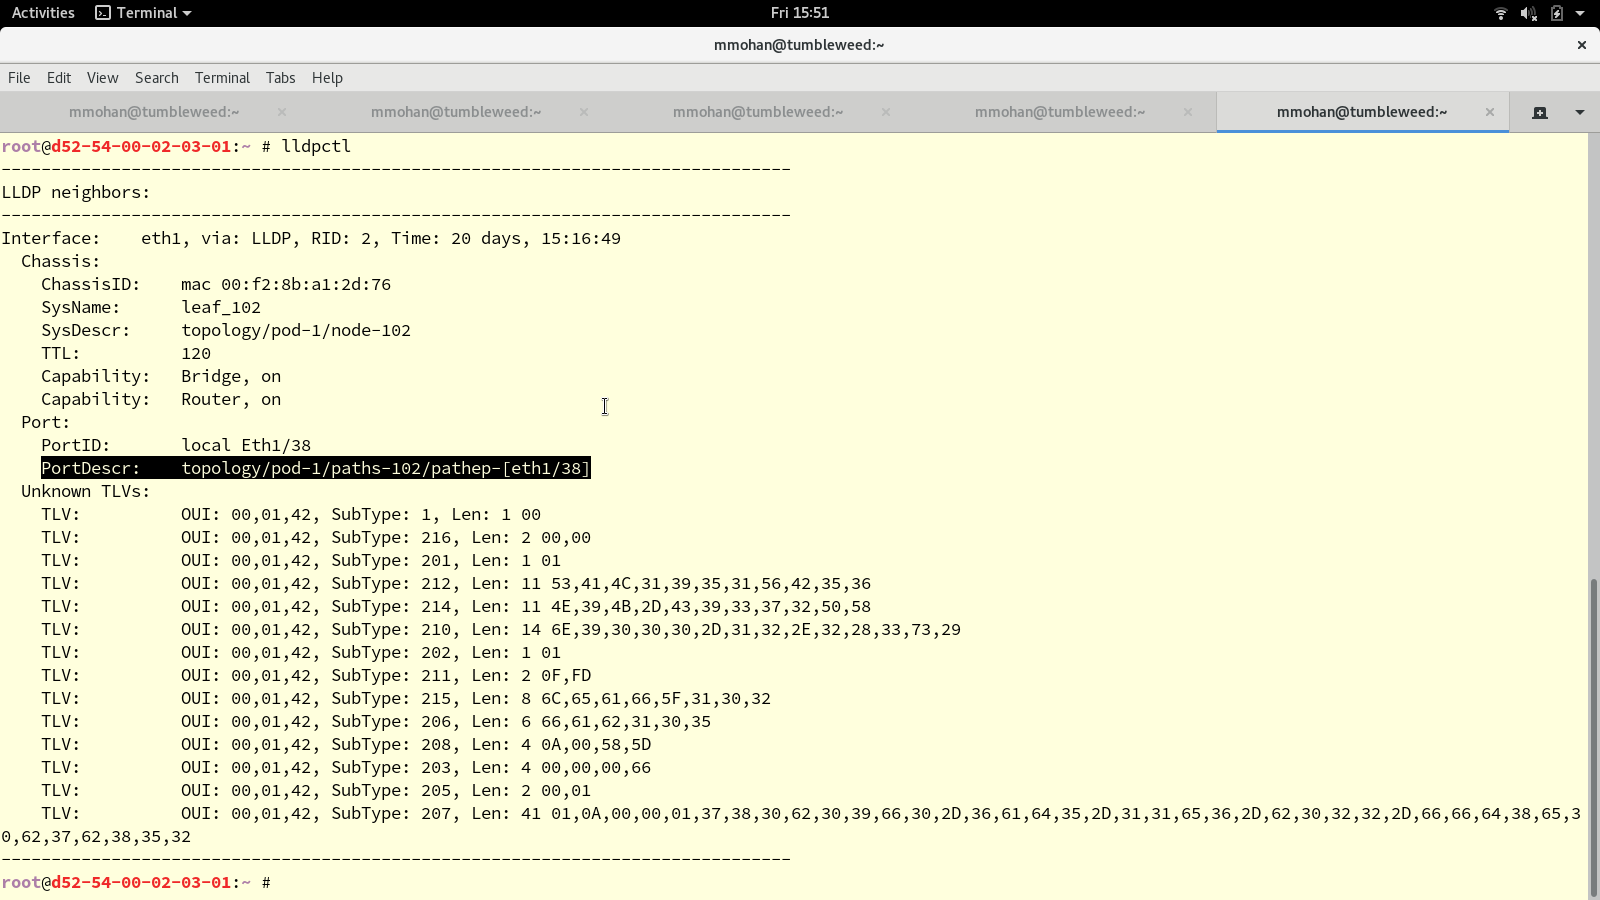 Activities Terminal Fri 15:51
mmohan@tumbleweed:~
File Edit View Search Terminal Tabs Help
mmohan@tumbleweed:~ mmohan@tumbleweed:~ mmohan@tumbleweed:~ mmohan@tumbleweed:~ mmohan@tumbleweed:~
root@d52-54-00-02-03-01:~ # lldpctl
-------------------------------------------------------------------------------
LLDP neighbors:
-------------------------------------------------------------------------------
Interface:    eth1, via: LLDP, RID: 2, Time: 20 days, 15:16:49
  Chassis:
    ChassisID:    mac 00:f2:8b:a1:2d:76
    SysName:      leaf_102
    SysDescr:     topology/pod-1/node-102
    TTL:          120
    Capability:   Bridge, on
    Capability:   Router, on
  Port:
    PortID:       local Eth1/38
    PortDescr:    topology/pod-1/paths-102/pathep-[eth1/38]
  Unknown TLVs:
    TLV:          OUI: 00,01,42, SubType: 1, Len: 1 00
    TLV:          OUI: 00,01,42, SubType: 216, Len: 2 00,00
    TLV:          OUI: 00,01,42, SubType: 201, Len: 1 01
    TLV:          OUI: 00,01,42, SubType: 212, Len: 11 53,41,4C,31,39,35,31,56,42,35,36
    TLV:          OUI: 00,01,42, SubType: 214, Len: 11 4E,39,4B,2D,43,39,33,37,32,50,58
    TLV:          OUI: 00,01,42, SubType: 210, Len: 14 6E,39,30,30,30,2D,31,32,2E,32,28,33,73,29
    TLV:          OUI: 00,01,42, SubType: 202, Len: 1 01
    TLV:          OUI: 00,01,42, SubType: 211, Len: 2 0F,FD
    TLV:          OUI: 00,01,42, SubType: 215, Len: 8 6C,65,61,66,5F,31,30,32
    TLV:          OUI: 00,01,42, SubType: 206, Len: 6 66,61,62,31,30,35
    TLV:          OUI: 00,01,42, SubType: 208, Len: 4 0A,00,58,5D
    TLV:          OUI: 00,01,42, SubType: 203, Len: 4 00,00,00,66
    TLV:          OUI: 00,01,42, SubType: 205, Len: 2 00,01
    TLV:          OUI: 00,01,42, SubType: 207, Len: 41 01,0A,00,00,01,37,38,30,62,30,39,66,30,2D,36,61,64,35,2D,31,31,65,36,2D,62,30,32,32,2D,66,66,64,38,65,3
0,62,37,62,38,35,32
-------------------------------------------------------------------------------
root@d52-54-00-02-03-01:~ #